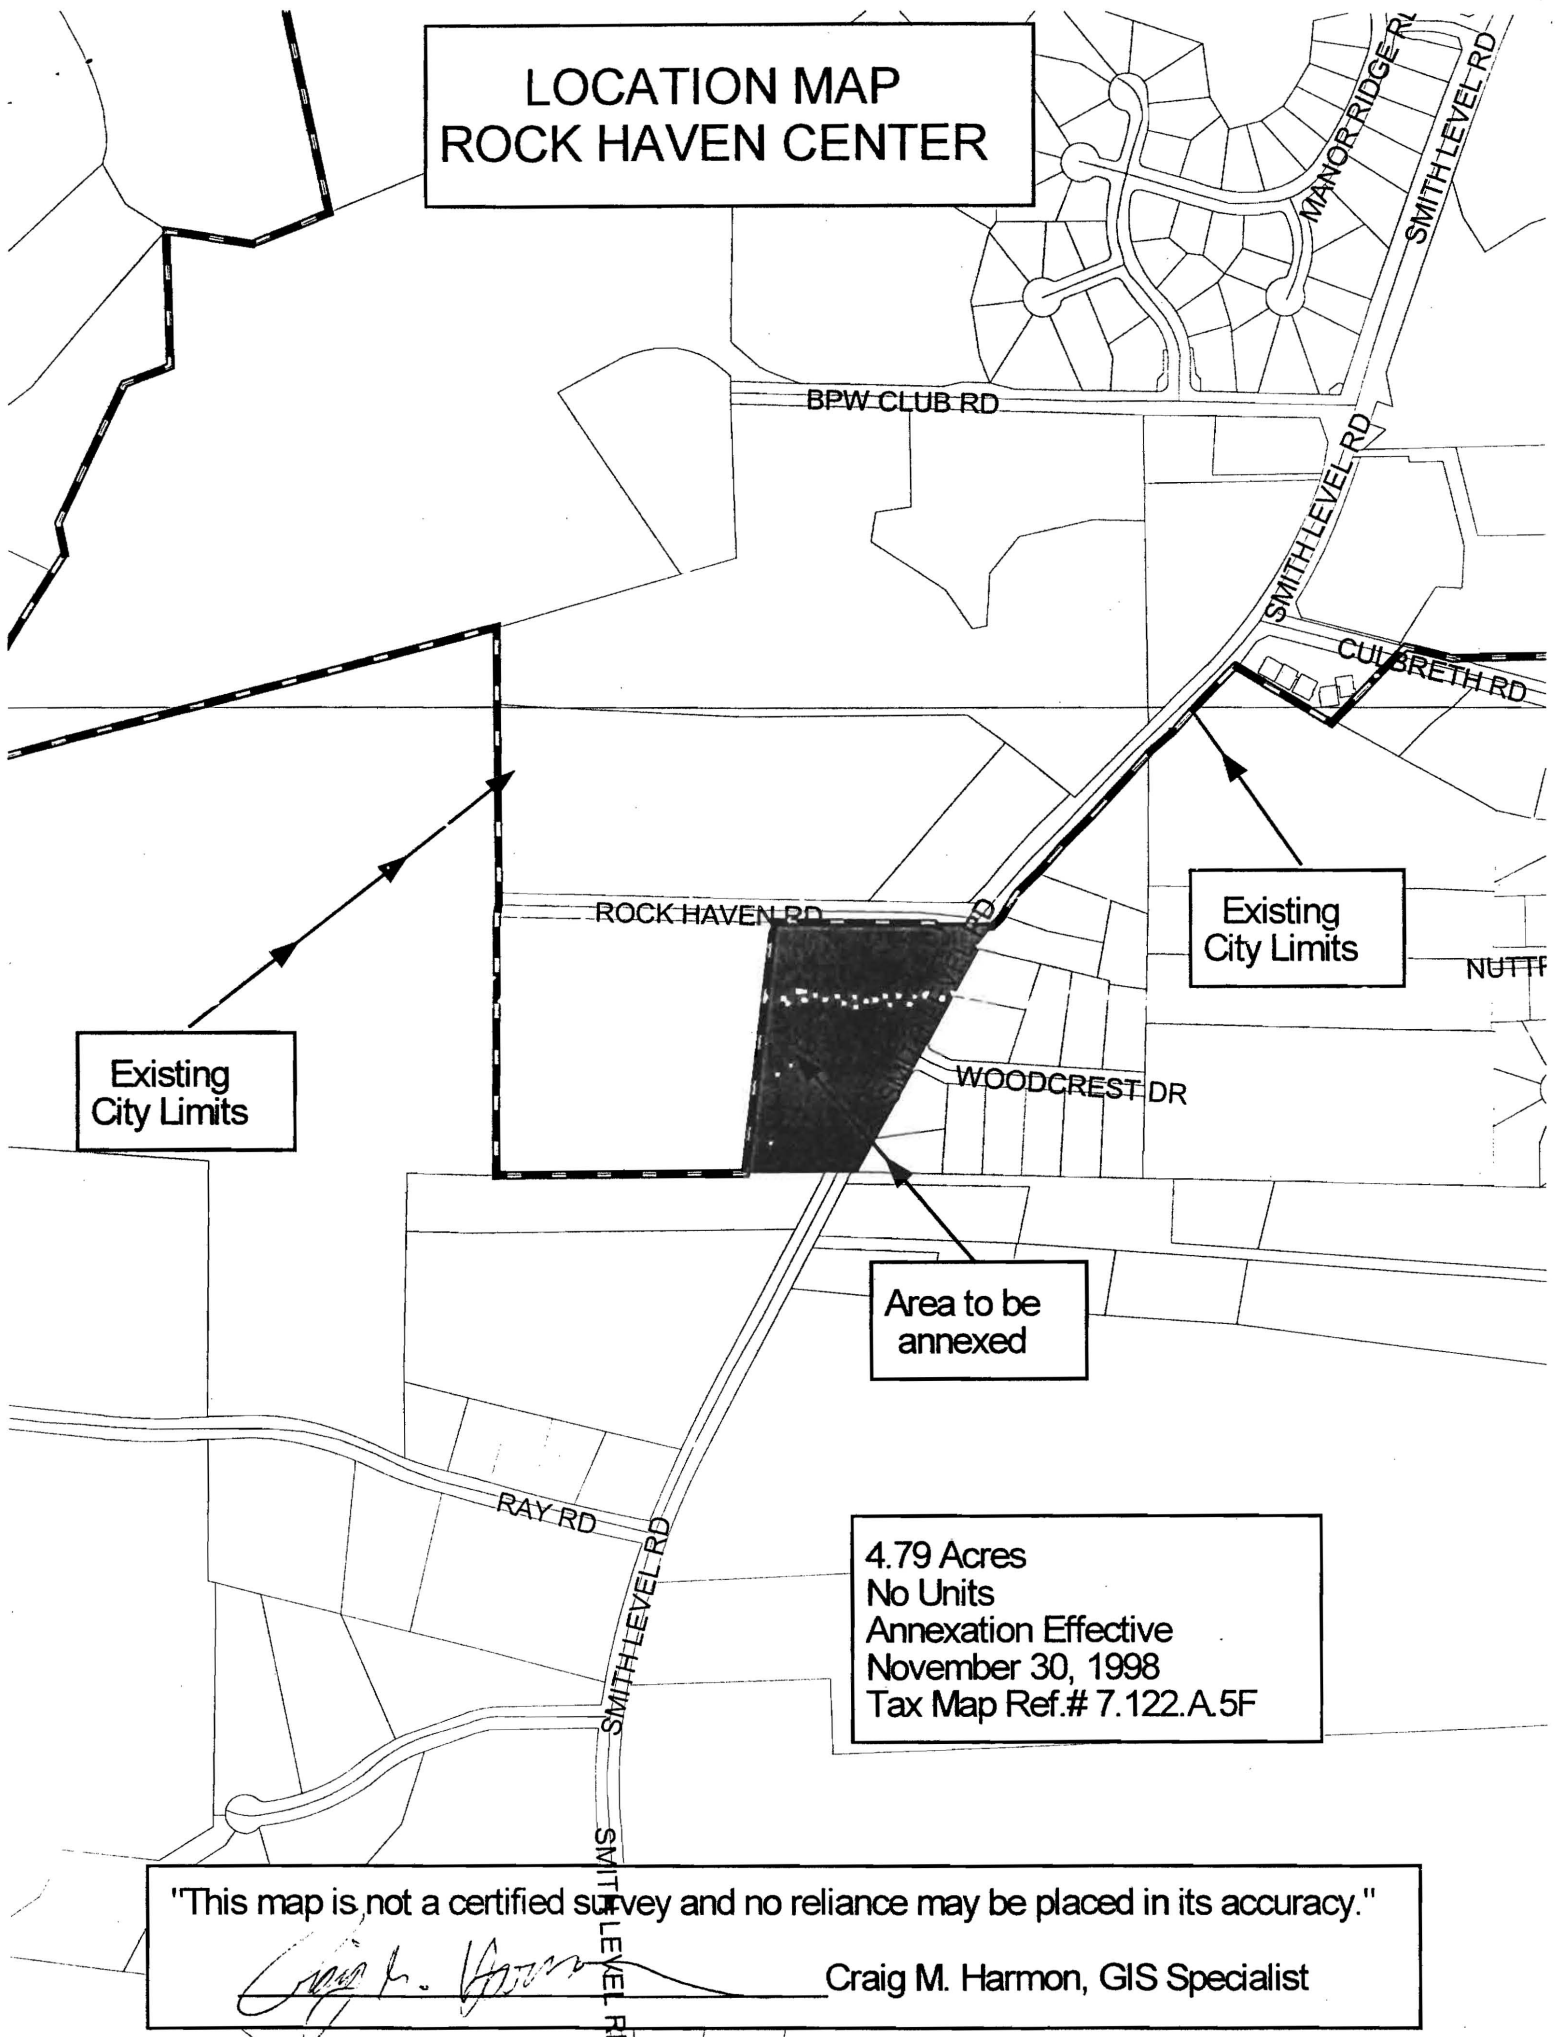 LOCATION MAP
ROCK HAVEN CENTER
MANOR RIDGE
SMITH LEVEL RD
BPW CLUB RD
SMITH LEVEL RD
CULBRETH RD
Existing
City Limits
ROCK HAVEN RD
RD
Existing
City Limits
WOODCREST DR
Area to be
annexed
RAY RD
SMITH LEVEL RD
4.79 Acres
No Units
Annexation Effective
November 30, 1998
Tax Map Ref.# 7.122.A.5F
SMITH LEVEL
"This map is not a certified survey and no reliance may be placed in its accuracy."
Craig M. Harmon, GIS Specialist